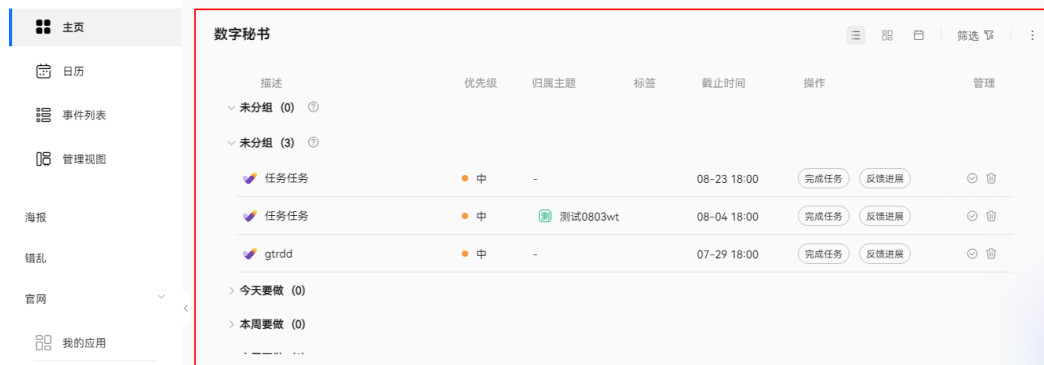 主页
日历
事件列表
管理视图
海报
错乱
官网
我的应用
数字秘书
筛选
描述 优先级 归属主题 标签 截止时间 操作 管理
未分组 (0)
未分组 (3)
任务任务 中 - 08-23 18:00 完成任务 反馈进展
任务任务 中 测 测试0803wt 08-04 18:00 完成任务 反馈进展
gtrdd 中 - 07-29 18:00 完成任务 反馈进展
今天要做 (0)
本周要做 (0)